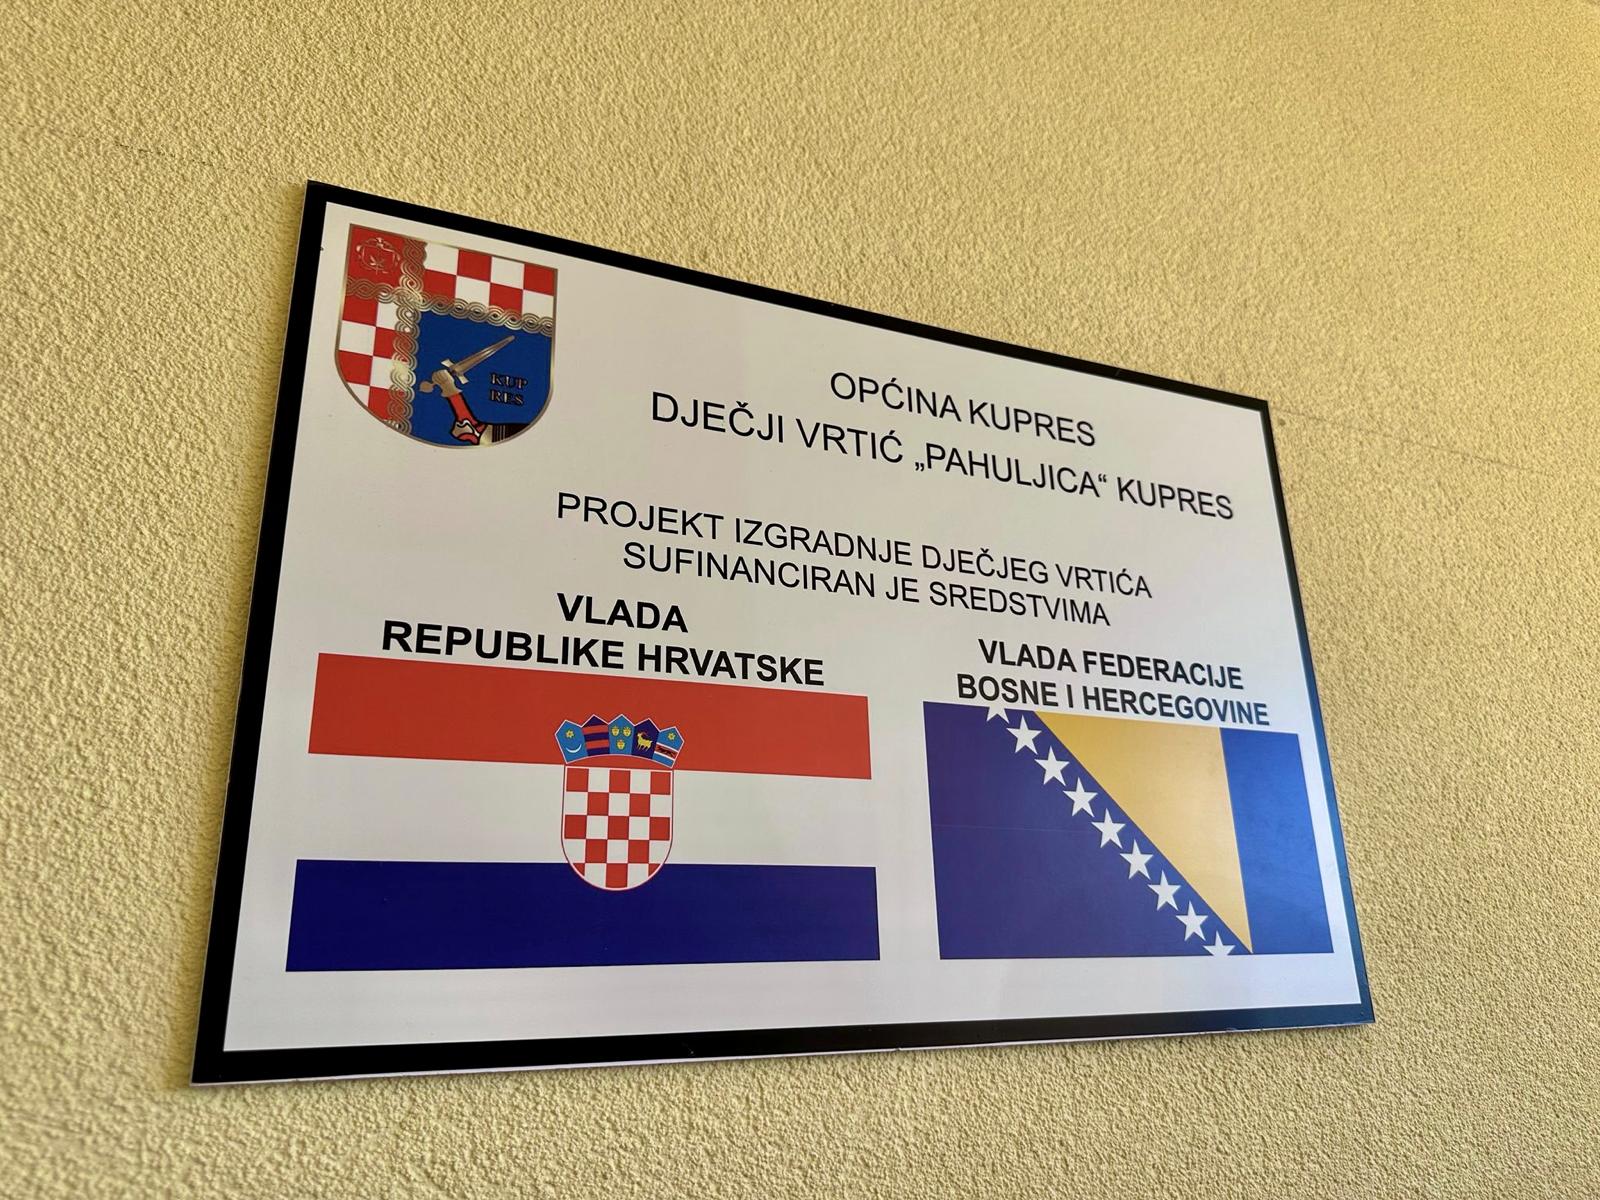 KUP
RES
OPĆINA KUPRES
DJEČJI VRTIĆ „PAHULJICA“ KUPRES
PROJEKT IZGRADNJE DJEČJEG VRTIĆA
SUFINANCIRAN JE SREDSTVIMA
VLADA
REPUBLIKE HRVATSKE
VLADA FEDERACIJE
BOSNE I HERCEGOVINE